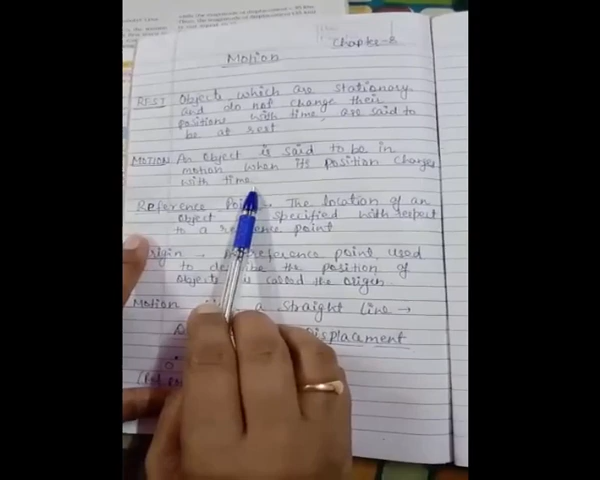 Chapter-8
Motion
REST Objects which are stationary
and do not change their
positions with time, are said to
be at rest
MOTION An object is said to be in
motion when its position changes
with time
Reference The location of an
object specified with respect
to a point
Origin → reference point, used
to the position of
objects is called the origin
Motion a straight line →
Displacement